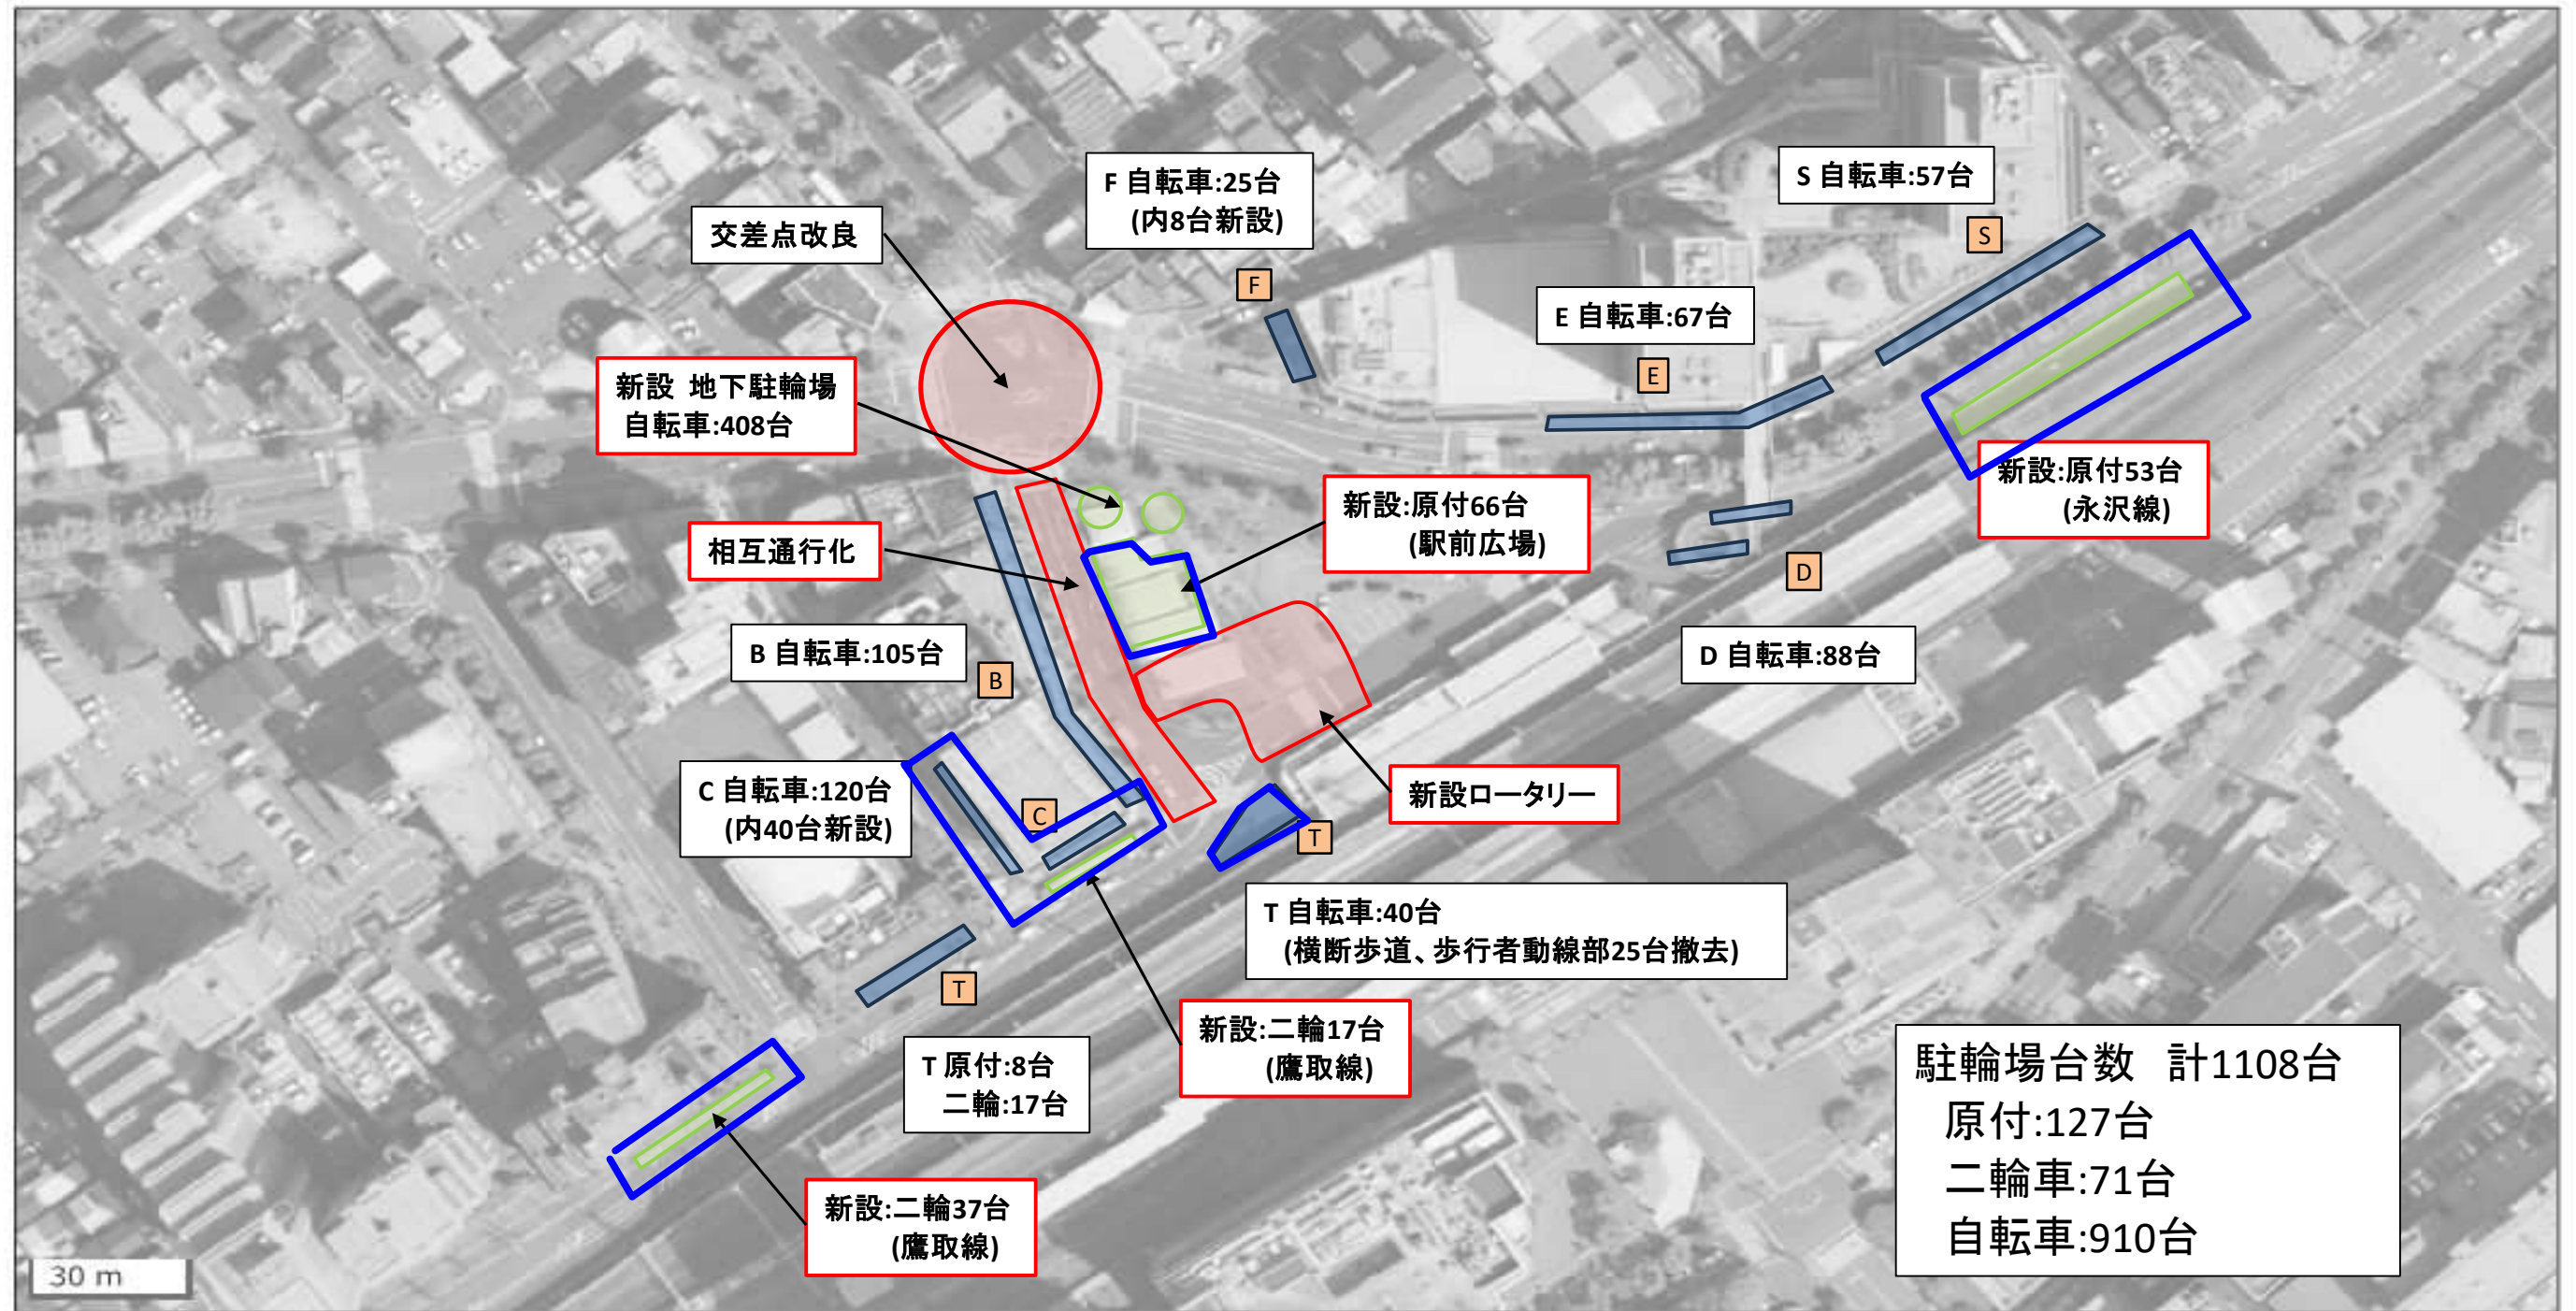 F 自転車:25台
(内8台新設)
S 自転車:57台
交差点改良
S
F
E 自転車:67台
E
新設 地下駐輪場
自転車:408台
新設:原付53台
(永沢線)
新設:原付66台
(駅前広場)
相互通行化
D
B 自転車:105台
B
D 自転車:88台
C 自転車:120台
(内40台新設)
C
新設ロータリー
T
T 自転車:40台
(横断歩道、歩行者動線部25台撤去)
T
新設:二輪17台
(鷹取線)
T 原付:8台
二輪:17台
新設:二輪37台
(鷹取線)
駐輪場台数 計1108台
原付:127台
二輪車:71台
自転車:910台
30 m